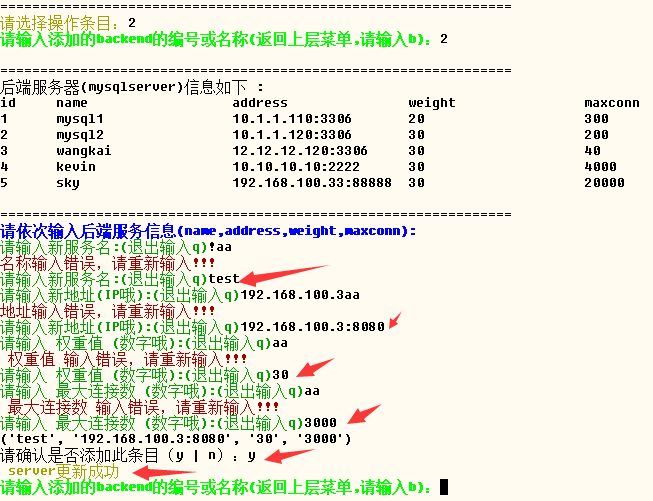 ==================================================================
请选择操作条目：2
请输入添加的backend的编号或名称(返回上层菜单,请输入b)：2
==================================================================
后端服务器(mysqlserver)信息如下 :
id name address weight maxconn
1 mysql1 10.1.1.110:3306 20 300
2 mysql2 10.1.1.120:3306 30 200
3 wangkai 12.12.12.120:3306 30 40
4 kevin 10.10.10.10:2222 30 4000
5 sky 192.168.100.33:88888 30 20000
==================================================================
请依次输入后端服务信息(name,address,weight,maxconn):
请输入新服务名:(退出输入q)!aa
名称输入错误，请重新输入!!!
请输入新服务名:(退出输入q)test
请输入新地址(IP哦):(退出输入q)192.168.100.3aa
地址输入错误，请重新输入!!!
请输入新地址(IP哦):(退出输入q)192.168.100.3:8080
请输入 权重值 (数字哦):(退出输入q)aa
权重值 输入错误，请重新输入!!!
请输入 权重值 (数字哦):(退出输入q)30
请输入 最大连接数 (数字哦):(退出输入q)aa
最大连接数 输入错误，请重新输入!!!
请输入 最大连接数 (数字哦):(退出输入q)3000
('test', '192.168.100.3:8080', '30', '3000')
请确认是否添加此条目（y | n）：y
server更新成功
请输入添加的backend的编号或名称(返回上层菜单,请输入b)：